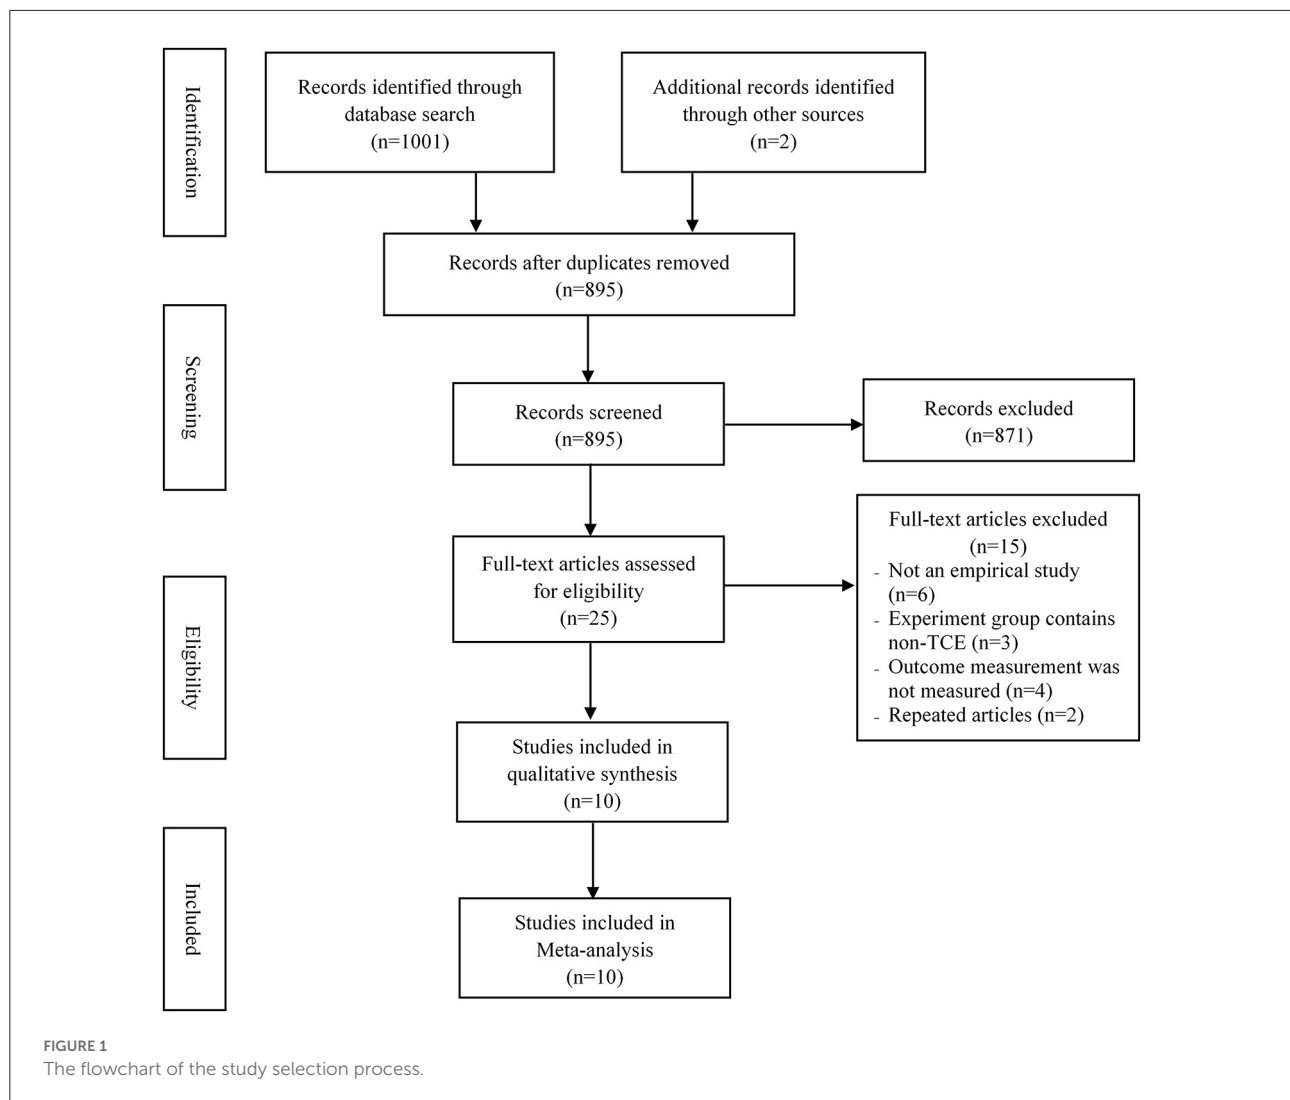 Identification
Records identified through
database search
(n=1001)
Additional records identified
through other sources
(n=2)
Records after duplicates removed
(n=895)
Screening
Records screened
(n=895)
Records excluded
(n=871)
Eligibility
Full-text articles assessed
for eligibility
(n=25)
Full-text articles excluded
(n=15)
- Not an empirical study
(n=6)
- Experiment group contains
non-TCE (n=3)
- Outcome measurement was
not measured (n=4)
- Repeated articles (n=2)
Studies included in
qualitative synthesis
(n=10)
Included
Studies included in
Meta-analysis
(n=10)
FIGURE 1
The flowchart of the study selection process.